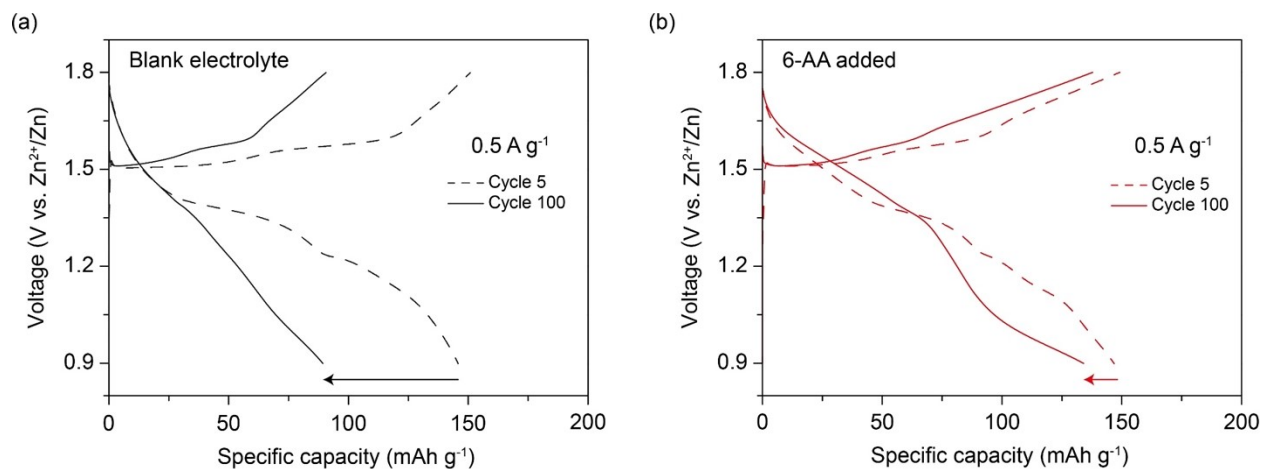 (a)
Blank electrolyte
0.5 A g⁻¹
Cycle 5
Cycle 100
Voltage (V vs. Zn²⁺/Zn)
1.8
1.5
1.2
0.9
0 50 100 150 200
Specific capacity (mAh g⁻¹)
(b)
6-AA added
0.5 A g⁻¹
Cycle 5
Cycle 100
Voltage (V vs. Zn²⁺/Zn)
1.8
1.5
1.2
0.9
0 50 100 150 200
Specific capacity (mAh g⁻¹)